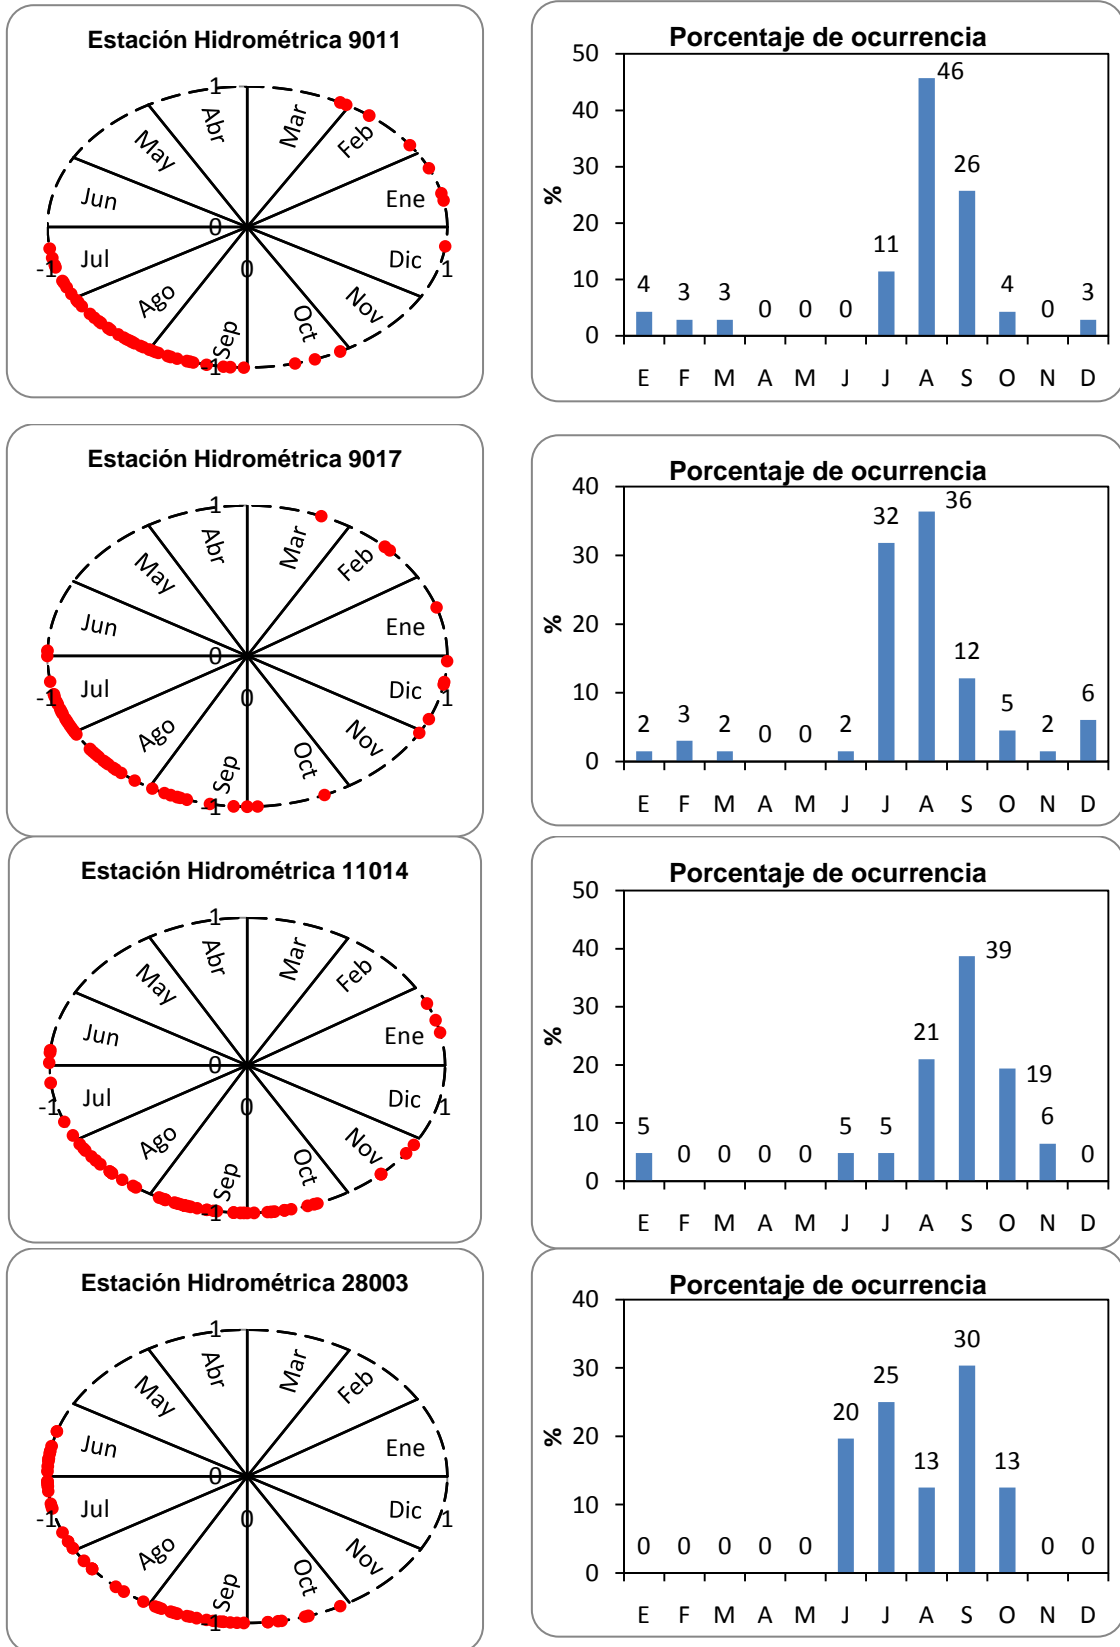 Estación Hidrométrica 9011
1
Abr
Mar
May
Feb
Jun
Ene
0
Jul
Dic
-1
0
1
Ago
Nov
Sep
Oct
-1
Porcentaje de ocurrencia
50
46
40
30
26
%
20
11
10
4 3 3 0 0 0 4 0 3
0
E F M A M J J A S O N D
Estación Hidrométrica 9017
1
Abr
Mar
May
Feb
Jun
Ene
0
Jul
Dic
-1
0
1
Ago
Nov
Sep
Oct
-1
Porcentaje de ocurrencia
40
36
32
30
%
20
12
10
2 3 2 0 0 2 5 2 6
0
E F M A M J J A S O N D
Estación Hidrométrica 11014
1
Abr
Mar
May
Feb
Jun
Ene
0
Jul
Dic
-1
0
1
Ago
Nov
Sep
Oct
-1
Porcentaje de ocurrencia
50
40
39
30
%
21
20
19
10
5 0 0 0 0 5 5 6 0
0
E F M A M J J A S O N D
Estación Hidrométrica 28003
1
Abr
Mar
May
Feb
Jun
Ene
0
Jul
Dic
-1
0
1
Ago
Nov
Sep
Oct
-1
Porcentaje de ocurrencia
40
30
30
25
%
20
20
13 13
10
0 0 0 0 0 0 0
0
E F M A M J J A S O N D